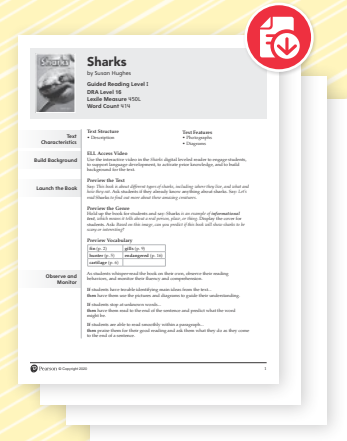 Sharks
Sharks
by Susan Hughes
Guided Reading Level I
DRA Level 16
Lexile Measure 450L
Word Count 414
Text
Characteristics
Text Structure
• Description
Text Features
• Photographs
• Diagrams
Build Background
ELL Access Video
Use the interactive video in the Sharks digital leveled reader to engage students,
to support language development, to activate prior knowledge, and to build
background for the text.
Launch the Book
Preview the Text
Say: This book is about different types of sharks, including where they live, and what and
how they eat. Ask students if they already know anything about sharks. Say: Let's
read Sharks to find out more about these amazing creatures.
Preview the Genre
Hold up the book for students and say: Sharks is an example of informational
text, which means it tells about a real person, place, or thing. Display the cover for
students. Ask: Based on this image, can you predict if this book will show sharks to be
scary or interesting?
Preview Vocabulary
fin (p. 2)
gills (p. 9)
hunter (p. 5)
endangered (p. 16)
cartilage (p. 6)
Observe and
Monitor
As students whisper-read the book on their own, observe their reading
behaviors, and monitor their fluency and comprehension.
If students have trouble identifying main ideas from the text...
then have them use the pictures and diagrams to guide their understanding.
If students stop at unknown words...
then have them read to the end of the sentence and predict what the word
might be.
If students are able to read smoothly within a paragraph...
then praise them for their good reading and ask them what they do as they come
to the end of a sentence.
Pearson © Copyright 2020
1